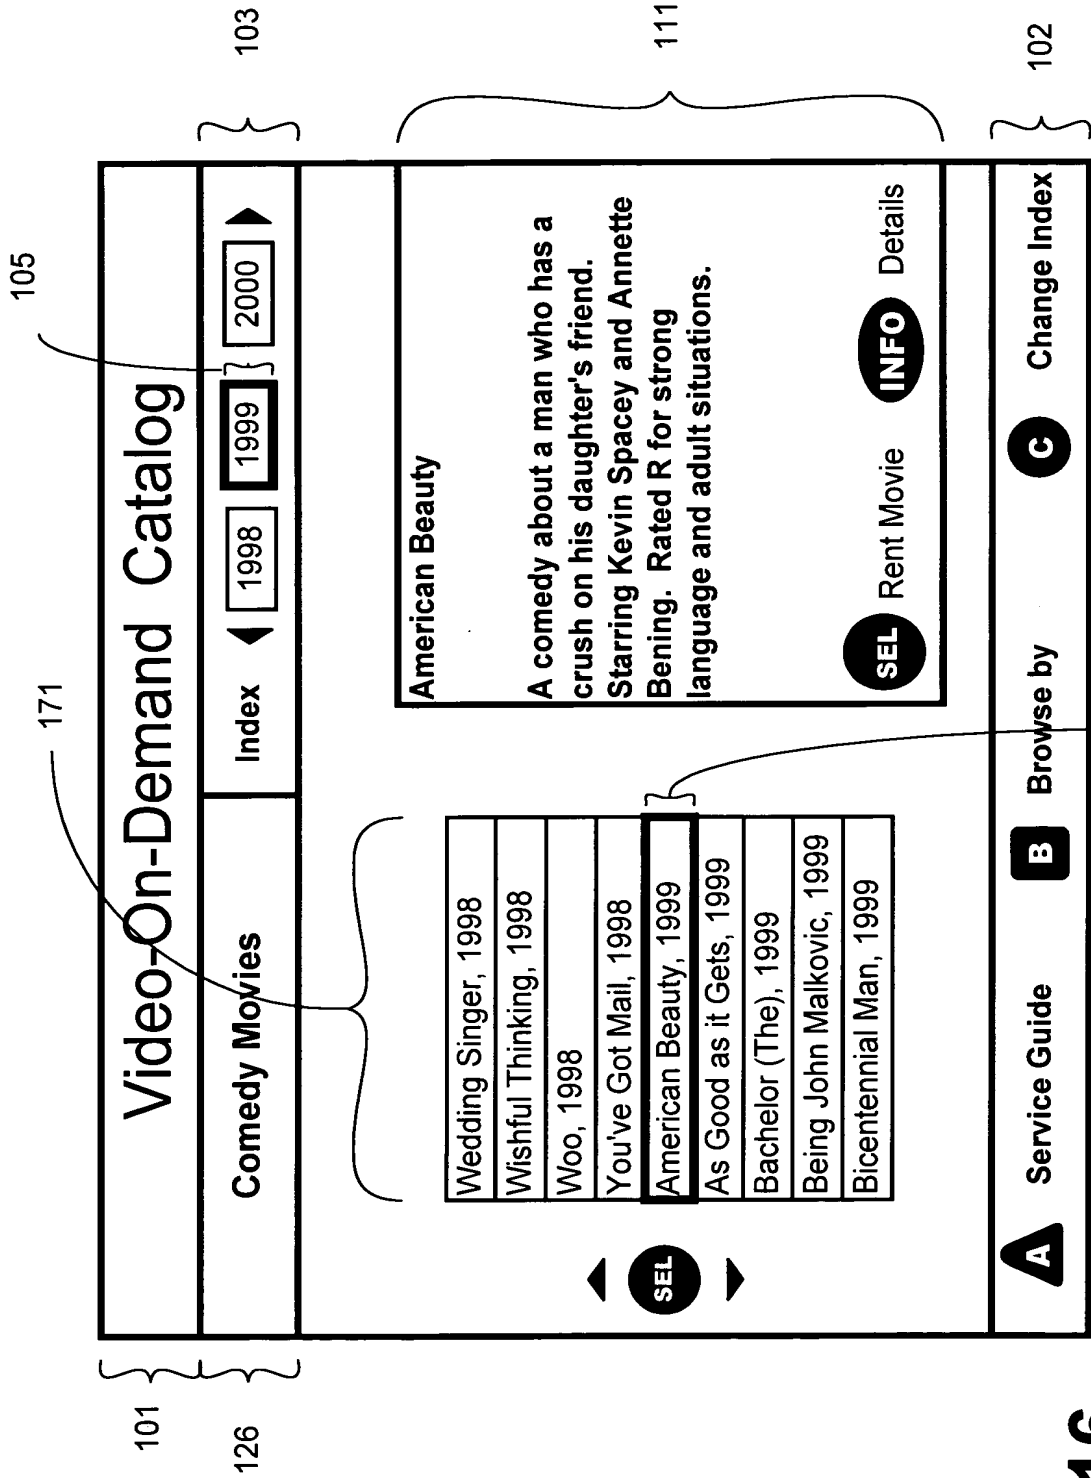 171
105
101
Video-On-Demand Catalog
126
Comedy Movies
Index
1998
1999
2000
103
Wedding Singer, 1998
Wishful Thinking, 1998
Woo, 1998
You've Got Mail, 1998
American Beauty, 1999
As Good as it Gets, 1999
Bachelor (The), 1999
Being John Malkovic, 1999
Bicentennial Man, 1999
SEL
American Beauty
A comedy about a man who has a
crush on his daughter's friend.
Starring Kevin Spacey and Annette
Bening. Rated R for strong
language and adult situations.
SEL Rent Movie
INFO Details
111
A Service Guide
B Browse by
C Change Index
102
16